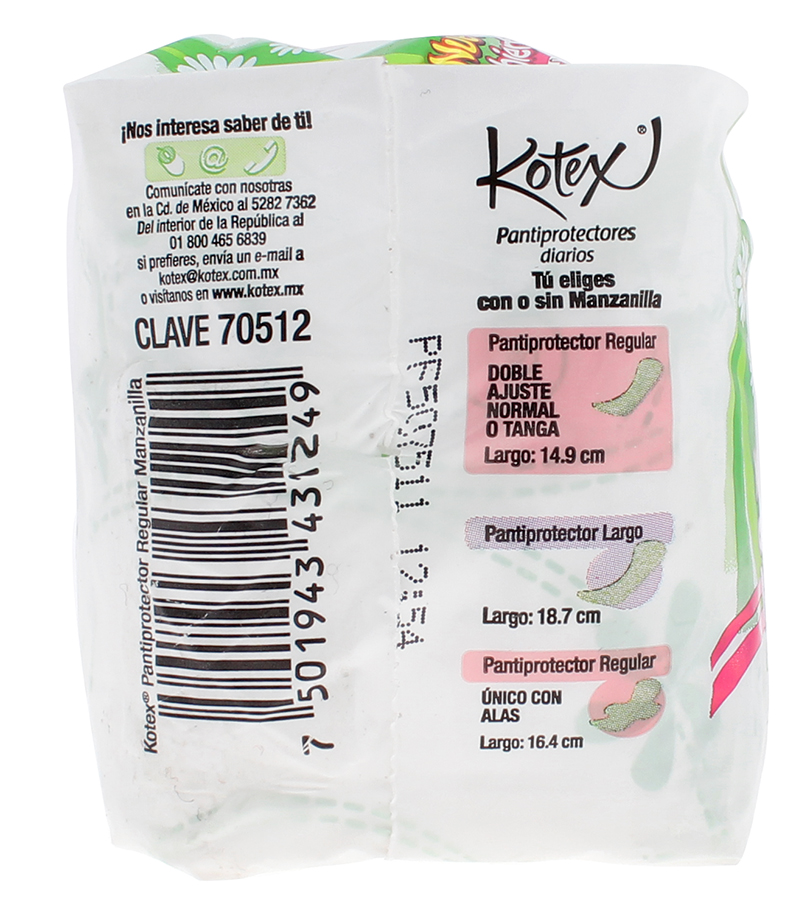 ¡Nos interesa saber de ti!
@
Comunícate con nosotras
en la Cd. de México al 5282 7362
Del interior de la República al
01 800 465 6839
si prefieres, envía un e-mail a
kotex@kotex.com.mx
o visítanos en www.kotex.mx
CLAVE 70512
Kotex® Pantiprotector Regular Manzanilla
7 501943 431249
Kotex®
Pantiprotectores
diarios
Tú eliges
con o sin Manzanilla
Pantiprotector Regular
DOBLE
AJUSTE
NORMAL
O TANGA
Largo: 14.9 cm
Pantiprotector Largo
Largo: 18.7 cm
Pantiprotector Regular
ÚNICO CON
ALAS
Largo: 16.4 cm